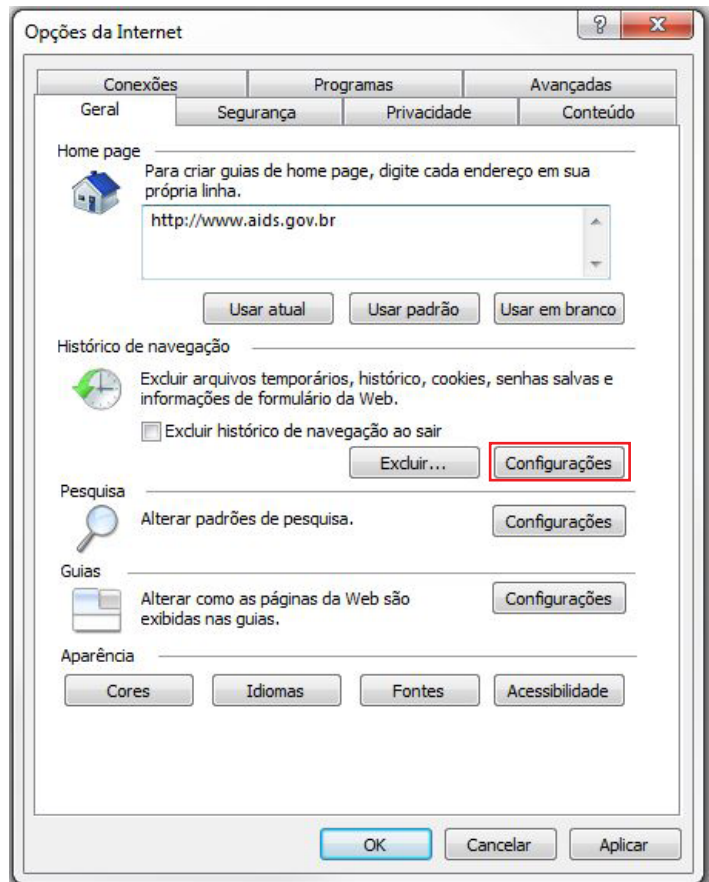 Opções da Internet
Conexões Programas Avançadas
Geral Segurança Privacidade Conteúdo
Home page
Para criar guias de home page, digite cada endereço em sua
própria linha.
http://www.aids.gov.br
Usar atual Usar padrão Usar em branco
Histórico de navegação
Excluir arquivos temporários, histórico, cookies, senhas salvas e
informações de formulário da Web.
Excluir histórico de navegação ao sair
Excluir... Configurações
Pesquisa
Alterar padrões de pesquisa. Configurações
Guias
Alterar como as páginas da Web são
exibidas nas guias.
Configurações
Aparência
Cores Idiomas Fontes Acessibilidade
OK Cancelar Aplicar